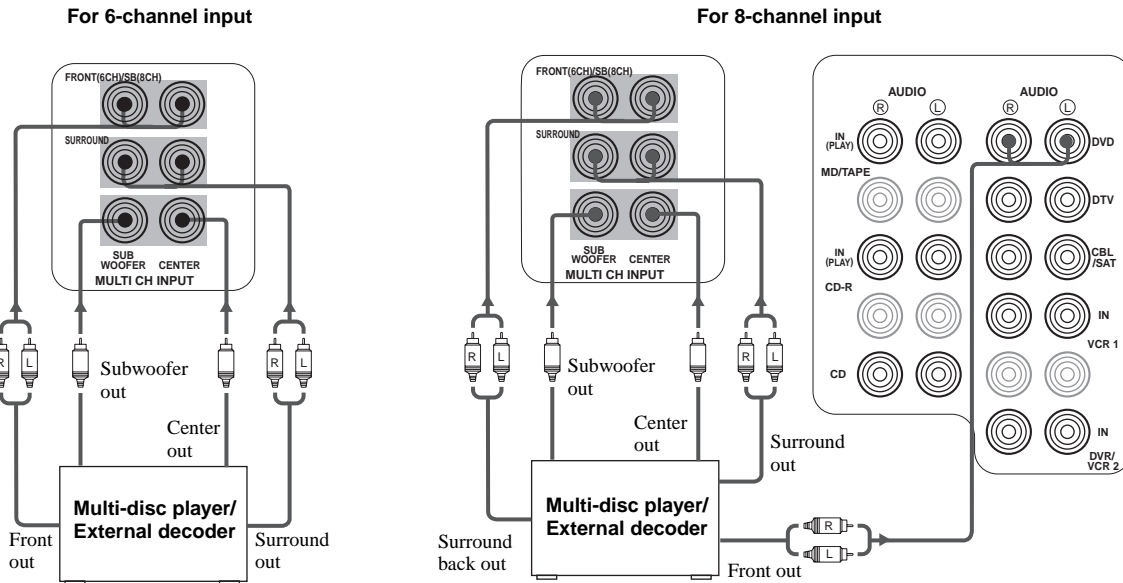 For 6-channel input
FRONT(6CH)/SB(8CH)
SURROUND
SUB
WOOFER
CENTER
MULTI CH INPUT
R
L
R
L
Subwoofer
out
Center
out
Multi-disc player/
External decoder
Front
out
Surround
out
For 8-channel input
FRONT(6CH)/SB(8CH)
SURROUND
SUB
WOOFER
CENTER
MULTI CH INPUT
R
L
R
L
Subwoofer
out
Center
out
Surround
out
Multi-disc player/
External decoder
Surround
back out
R
L
Front out
AUDIO
R
L
AUDIO
R
L
IN
(PLAY)
MD/TAPE
IN
(PLAY)
CD-R
CD
DVD
DTV
CBL
/SAT
IN
VCR 1
IN
DVR/
VCR 2